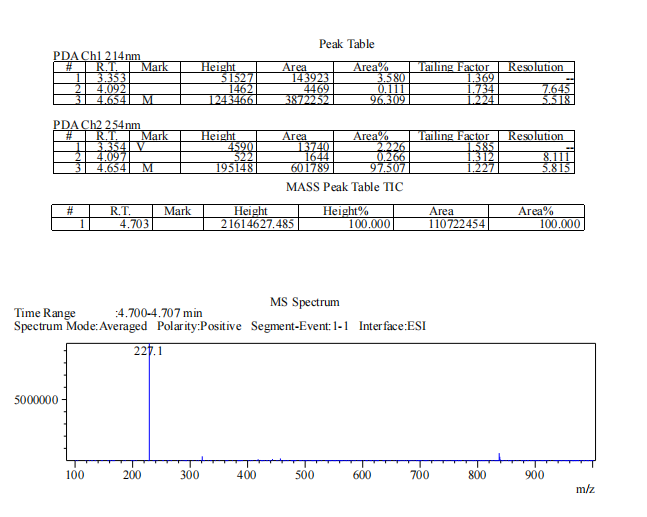 Peak Table
PDA Ch1 214nm
# R.T. Mark Height Area Area% Tailing Factor Resolution
1 3.353 51527 143923 3.580 1.369 --
2 4.092 1462 4469 0.111 1.734 7.645
3 4.654 M 1243466 3872252 96.309 1.224 5.518
PDA Ch2 254nm
# R.T. Mark Height Area Area% Tailing Factor Resolution
1 3.354 V 4590 13740 2.226 1.585 --
2 4.097 522 1644 0.266 1.312 8.111
3 4.654 M 195148 601789 97.507 1.227 5.815
MASS Peak Table TIC
# R.T. Mark Height Height% Area Area%
1 4.703 21614627.485 100.000 110722454 100.000
MS Spectrum
Time Range :4.700-4.707 min
Spectrum Mode:Averaged Polarity:Positive Segment-Event:1-1 Interface:ESI
227.1
5000000
100 200 300 400 500 600 700 800 900
m/z